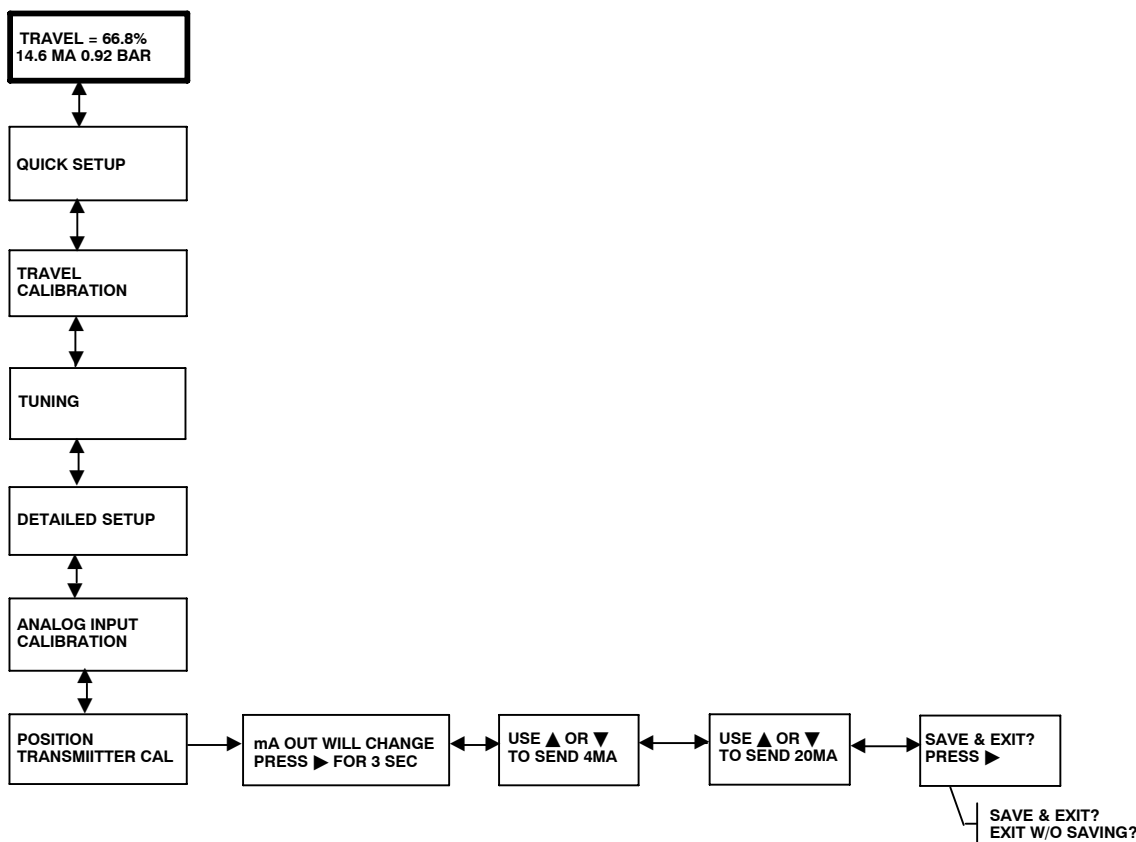 TRAVEL = 66.8%
14.6 MA 0.92 BAR
QUICK SETUP
TRAVEL
CALIBRATION
TUNING
DETAILED SETUP
ANALOG INPUT
CALIBRATION
POSITION
TRANSMIITTER CAL
mA OUT WILL CHANGE
PRESS ▶ FOR 3 SEC
USE ▲ OR ▼
TO SEND 4MA
USE ▲ OR ▼
TO SEND 20MA
SAVE & EXIT?
PRESS ▶
SAVE & EXIT?
EXIT W/O SAVING?